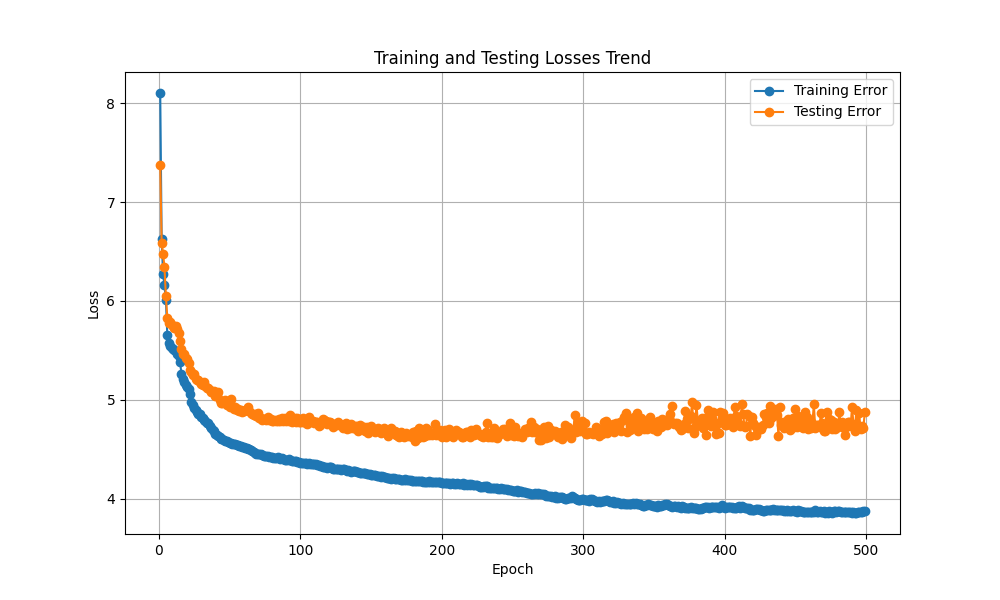 Training and Testing Losses Trend
Training Error
Testing Error
8
7
6
5
4
Loss
0
100
200
300
400
500
Epoch